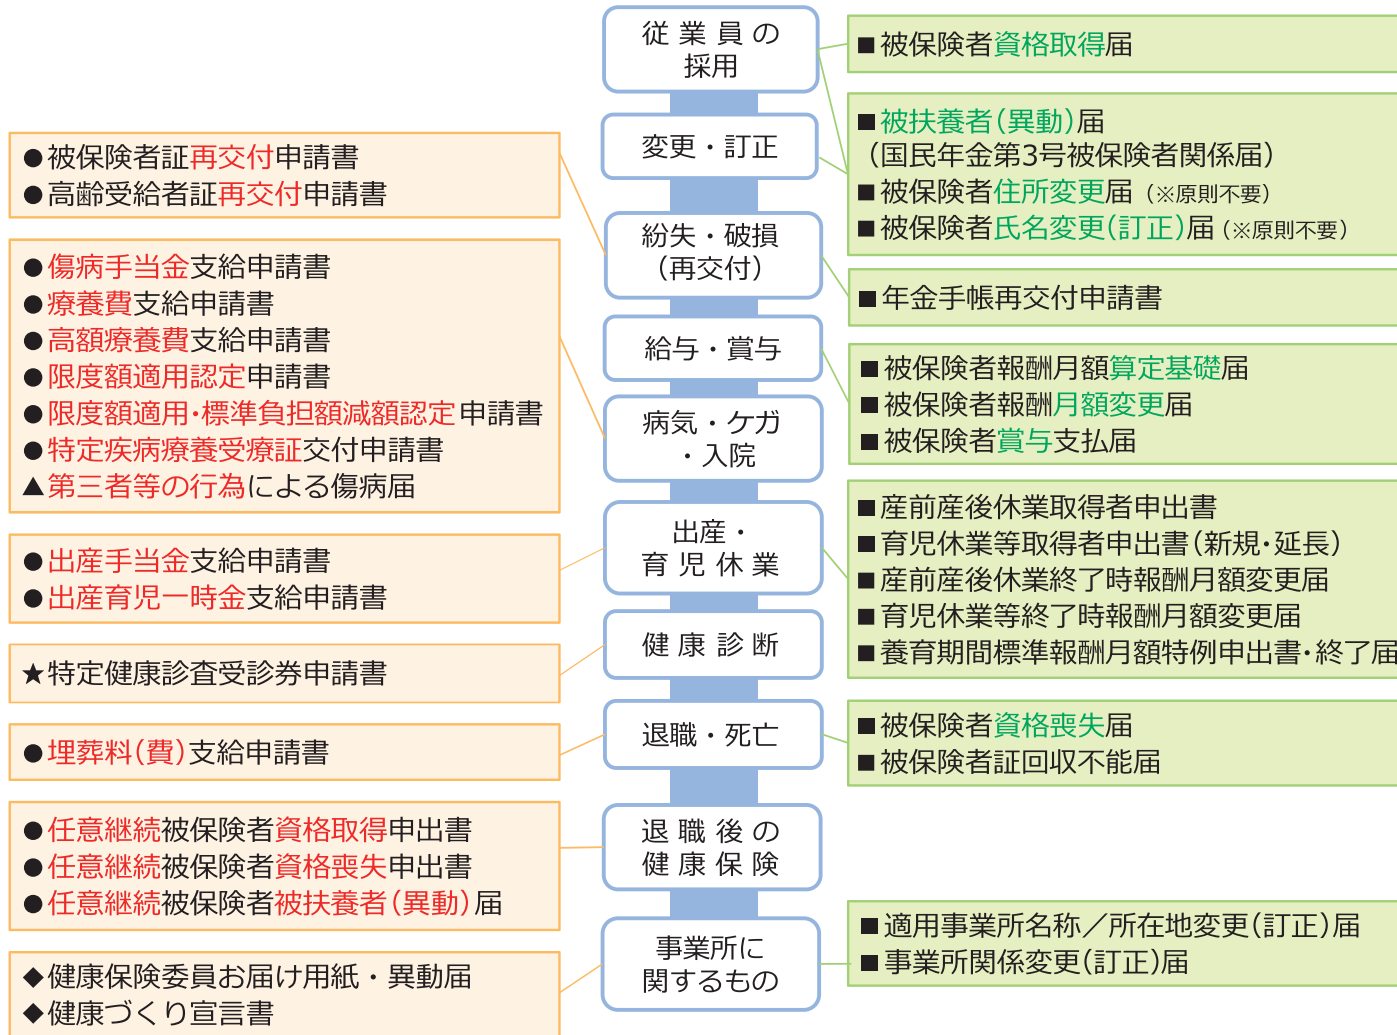 従業員の
採用
■被保険者資格取得届
変更・訂正
■被扶養者(異動)届
(国民年金第3号被保険者関係届)
■被保険者住所変更届(※原則不要)
■被保険者氏名変更(訂正)届(※原則不要)
●被保険者証再交付申請書
●高齢受給者証再交付申請書
紛失・破損
(再交付)
■年金手帳再交付申請書
給与・賞与
■被保険者報酬月額算定基礎届
■被保険者報酬月額変更届
■被保険者賞与支払届
●傷病手当金支給申請書
●療養費支給申請書
●高額療養費支給申請書
●限度額適用認定申請書
●限度額適用・標準負担額減額認定申請書
●特定疾病療養受療証交付申請書
▲第三者等の行為による傷病届
病気・ケガ
・入院
●出産手当金支給申請書
●出産育児一時金支給申請書
出産・
育児休業
■産前産後休業取得者申出書
■育児休業等取得者申出書(新規・延長)
■産前産後休業終了時報酬月額変更届
■育児休業等終了時報酬月額変更届
■養育期間標準報酬月額特例申出書・終了届
★特定健康診査受診券申請書
健康診断
●埋葬料(費)支給申請書
退職・死亡
■被保険者資格喪失届
■被保険者証回収不能届
●任意継続被保険者資格取得申出書
●任意継続被保険者資格喪失申出書
●任意継続被保険者被扶養者(異動)届
退職後の
健康保険
◆健康保険委員お届け用紙・異動届
◆健康づくり宣言書
事業所に
関するもの
■適用事業所名称/所在地変更(訂正)届
■事業所関係変更(訂正)届